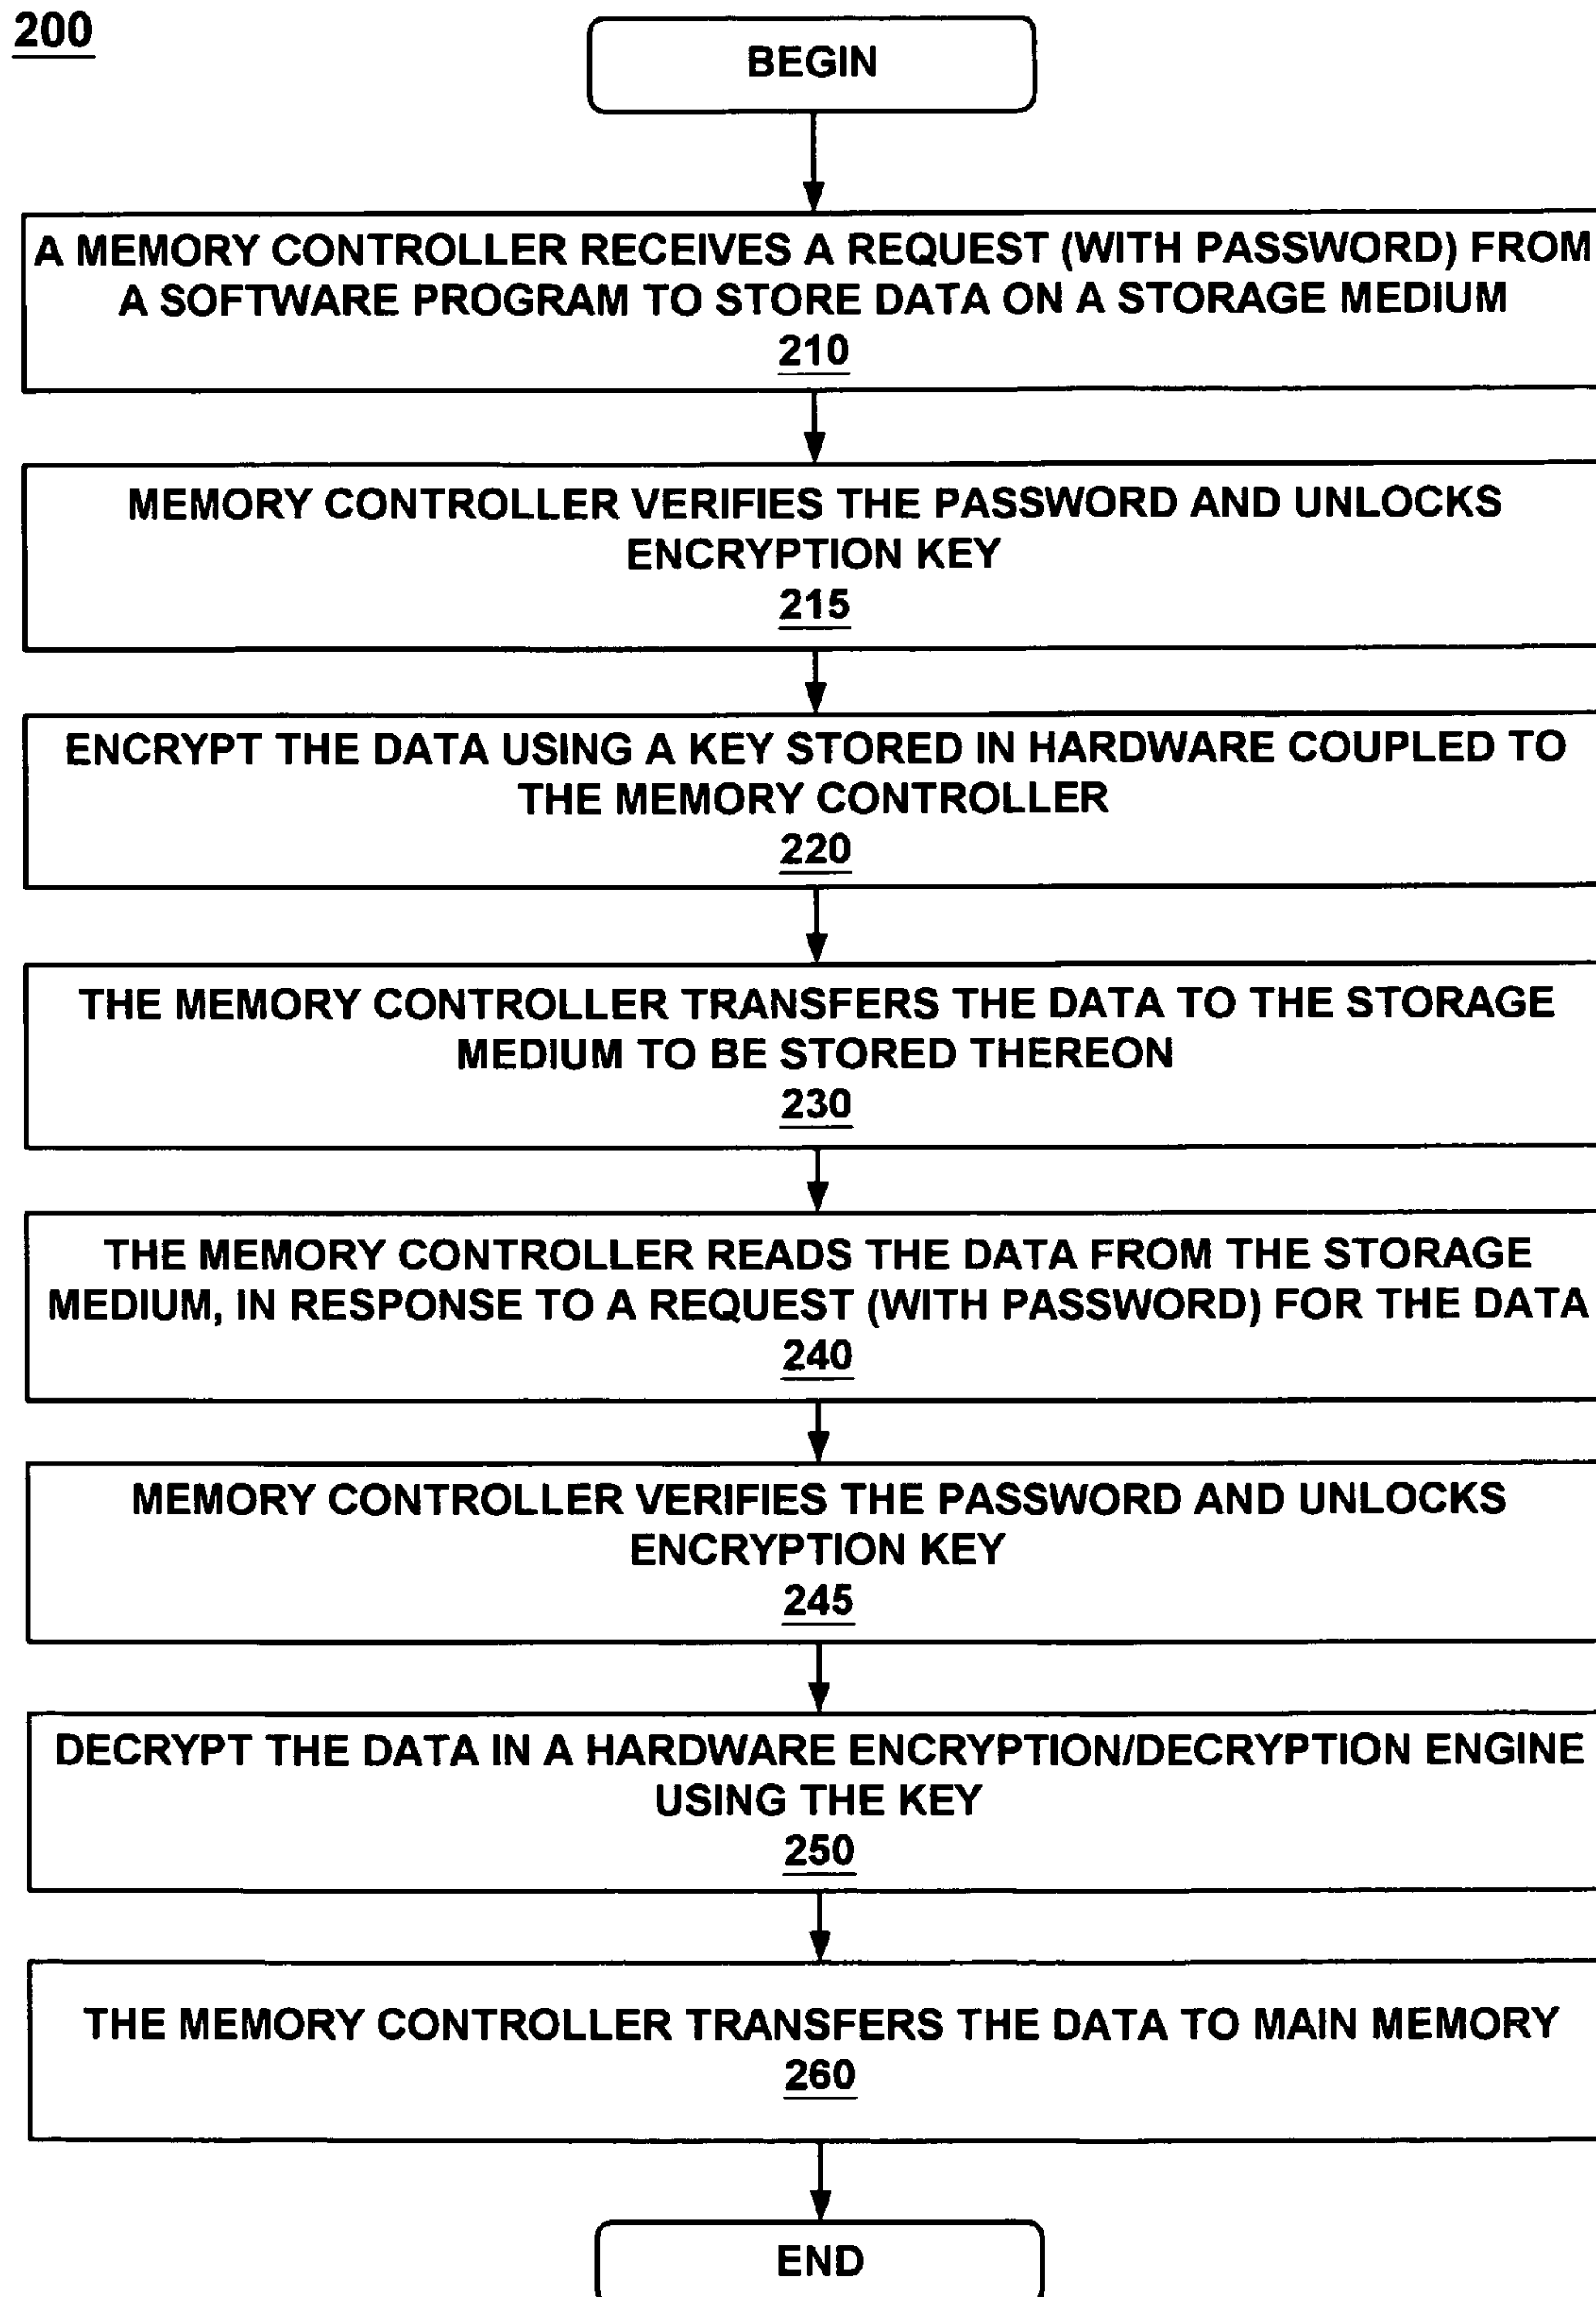 200
BEGIN
A MEMORY CONTROLLER RECEIVES A REQUEST (WITH PASSWORD) FROM
A SOFTWARE PROGRAM TO STORE DATA ON A STORAGE MEDIUM
210
MEMORY CONTROLLER VERIFIES THE PASSWORD AND UNLOCKS
ENCRYPTION KEY
215
ENCRYPT THE DATA USING A KEY STORED IN HARDWARE COUPLED TO
THE MEMORY CONTROLLER
220
THE MEMORY CONTROLLER TRANSFERS THE DATA TO THE STORAGE
MEDIUM TO BE STORED THEREON
230
THE MEMORY CONTROLLER READS THE DATA FROM THE STORAGE
MEDIUM, IN RESPONSE TO A REQUEST (WITH PASSWORD) FOR THE DATA
240
MEMORY CONTROLLER VERIFIES THE PASSWORD AND UNLOCKS
ENCRYPTION KEY
245
DECRYPT THE DATA IN A HARDWARE ENCRYPTION/DECRYPTION ENGINE
USING THE KEY
250
THE MEMORY CONTROLLER TRANSFERS THE DATA TO MAIN MEMORY
260
END